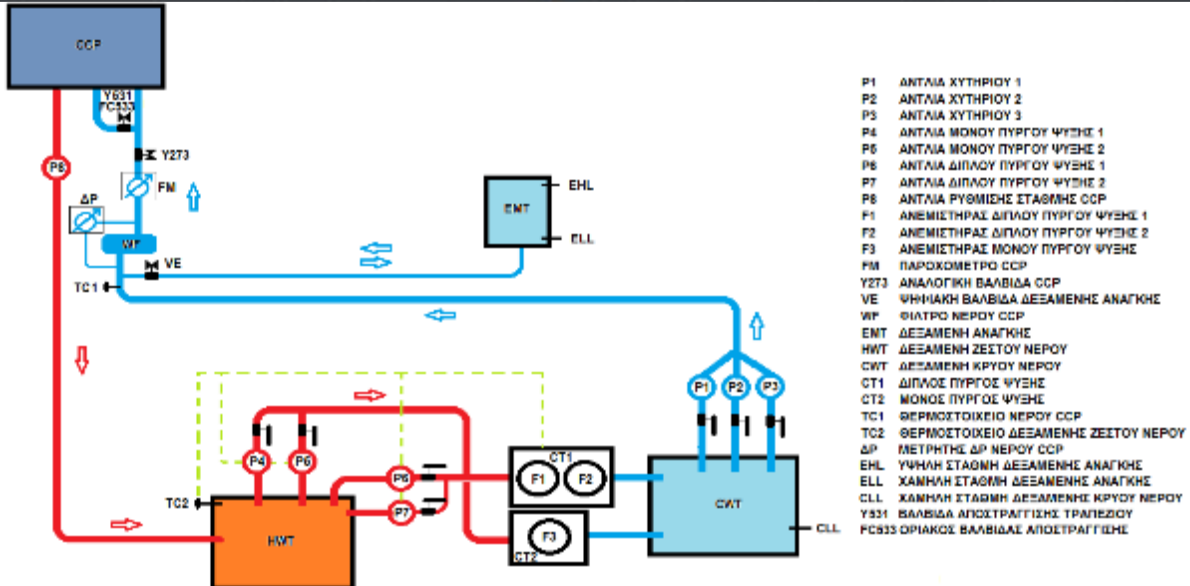 CCP
Y531
FC533
P8
Y273
FM
ΔP
WF
VE
TC1
EMT
EHL
ELL
P1 P2 P3
P4 P5
P6
P7
TC2
HWT
CT1
F1 F2
F3
CT2
CWT
CLL
P1 ΑΝΤΛΙΑ ΧΥΤΗΡΙΟΥ 1
P2 ΑΝΤΛΙΑ ΧΥΤΗΡΙΟΥ 2
P3 ΑΝΤΛΙΑ ΧΥΤΗΡΙΟΥ 3
P4 ΑΝΤΛΙΑ ΜΟΝΟΥ ΠΥΡΓΟΥ ΨΥΞΗΣ 1
P5 ΑΝΤΛΙΑ ΜΟΝΟΥ ΠΥΡΓΟΥ ΨΥΞΗΣ 2
P6 ΑΝΤΛΙΑ ΔΙΠΛΟΥ ΠΥΡΓΟΥ ΨΥΞΗΣ 1
P7 ΑΝΤΛΙΑ ΔΙΠΛΟΥ ΠΥΡΓΟΥ ΨΥΞΗΣ 2
P8 ΑΝΤΛΙΑ ΡΥΘΜΙΣΗΣ ΣΤΑΘΜΗΣ CCP
F1 ΑΝΕΜΙΣΤΗΡΑΣ ΔΙΠΛΟΥ ΠΥΡΓΟΥ ΨΥΞΗΣ 1
F2 ΑΝΕΜΙΣΤΗΡΑΣ ΔΙΠΛΟΥ ΠΥΡΓΟΥ ΨΥΞΗΣ 2
F3 ΑΝΕΜΙΣΤΗΡΑΣ ΜΟΝΟΥ ΠΥΡΓΟΥ ΨΥΞΗΣ
FM ΠΑΡΟΧΟΜΕΤΡΟ CCP
Y273 ΑΝΑΛΟΓΙΚΗ ΒΑΛΒΙΔΑ CCP
VE ΨΗΦΙΑΚΗ ΒΑΛΒΙΔΑ ΔΕΞΑΜΕΝΗΣ ΑΝΑΓΚΗΣ
WF ΦΙΛΤΡΟ ΝΕΡΟΥ CCP
EMT ΔΕΞΑΜΕΝΗ ΑΝΑΓΚΗΣ
HWT ΔΕΞΑΜΕΝΗ ΖΕΣΤΟΥ ΝΕΡΟΥ
CWT ΔΕΞΑΜΕΝΗ ΚΡΥΟΥ ΝΕΡΟΥ
CT1 ΔΙΠΛΟΣ ΠΥΡΓΟΣ ΨΥΞΗΣ
CT2 ΜΟΝΟΣ ΠΥΡΓΟΣ ΨΥΞΗΣ
TC1 ΘΕΡΜΟΣΤΟΙΧΕΙΟ ΝΕΡΟΥ CCP
TC2 ΘΕΡΜΟΣΤΟΙΧΕΙΟ ΔΕΞΑΜΕΝΗΣ ΖΕΣΤΟΥ ΝΕΡΟΥ
ΔP ΜΕΤΡΗΤΗΣ ΔΡ ΝΕΡΟΥ CCP
EHL ΥΨΗΛΗ ΣΤΑΘΜΗ ΔΕΞΑΜΕΝΗΣ ΑΝΑΓΚΗΣ
ELL ΧΑΜΗΛΗ ΣΤΑΘΜΗ ΔΕΞΑΜΕΝΗΣ ΑΝΑΓΚΗΣ
CLL ΧΑΜΗΛΗ ΣΤΑΘΜΗ ΔΕΞΑΜΕΝΗΣ ΚΡΥΟΥ ΝΕΡΟΥ
Y531 ΒΑΛΒΙΔΑ ΑΠΟΣΤΡΑΓΓΙΣΗΣ ΤΡΑΠΕΖΙΟΥ
FC533 ΟΡΙΑΚΟΣ ΒΑΛΒΙΔΑΣ ΑΠΟΣΤΡΑΓΓΙΣΗΣ